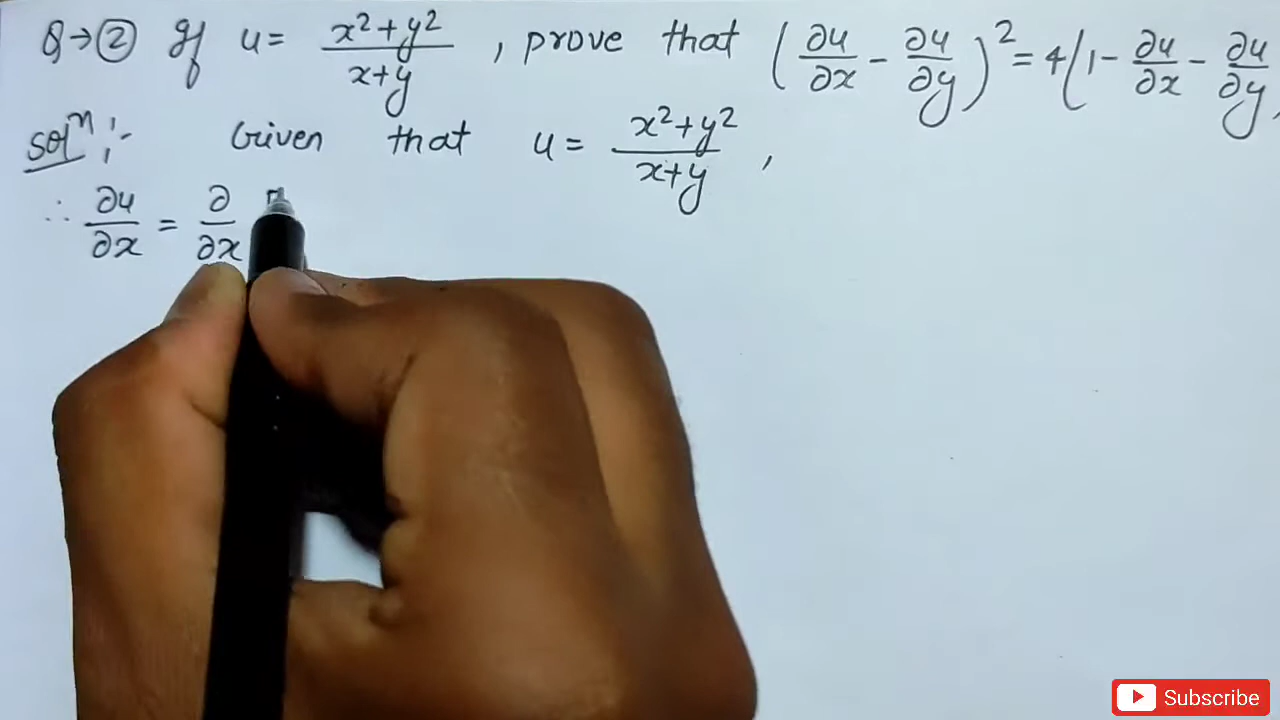 Q→② If u= x²+y²/x+y , prove that (∂u/∂x - ∂u/∂y)² = 4(1 - ∂u/∂x - ∂u/∂y
Solⁿ:- Given that u= x²+y²/x+y ,
∴ ∂u/∂x = ∂/∂x
Subscribe